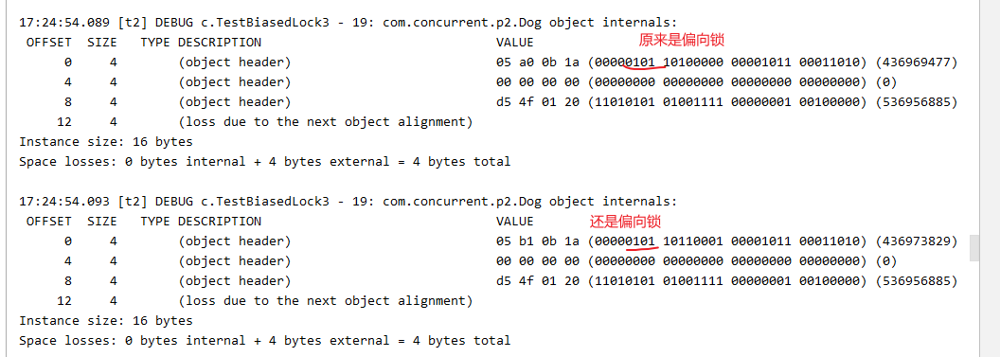 17:24:54.089 [t2] DEBUG c.TestBiasedLock3 - 19: com.concurrent.p2.Dog object internals:
原来是偏向锁
OFFSET SIZE TYPE DESCRIPTION VALUE
0 4 (object header) 05 a0 0b 1a (00000101 10100000 00001011 00011010) (436969477)
4 4 (object header) 00 00 00 00 (00000000 00000000 00000000 00000000) (0)
8 4 (object header) d5 4f 01 20 (11010101 01001111 00000001 00100000) (536956885)
12 4 (loss due to the next object alignment)
Instance size: 16 bytes
Space losses: 0 bytes internal + 4 bytes external = 4 bytes total
17:24:54.093 [t2] DEBUG c.TestBiasedLock3 - 19: com.concurrent.p2.Dog object internals:
还是偏向锁
OFFSET SIZE TYPE DESCRIPTION VALUE
0 4 (object header) 05 b1 0b 1a (00000101 10110001 00001011 00011010) (436973829)
4 4 (object header) 00 00 00 00 (00000000 00000000 00000000 00000000) (0)
8 4 (object header) d5 4f 01 20 (11010101 01001111 00000001 00100000) (536956885)
12 4 (loss due to the next object alignment)
Instance size: 16 bytes
Space losses: 0 bytes internal + 4 bytes external = 4 bytes total